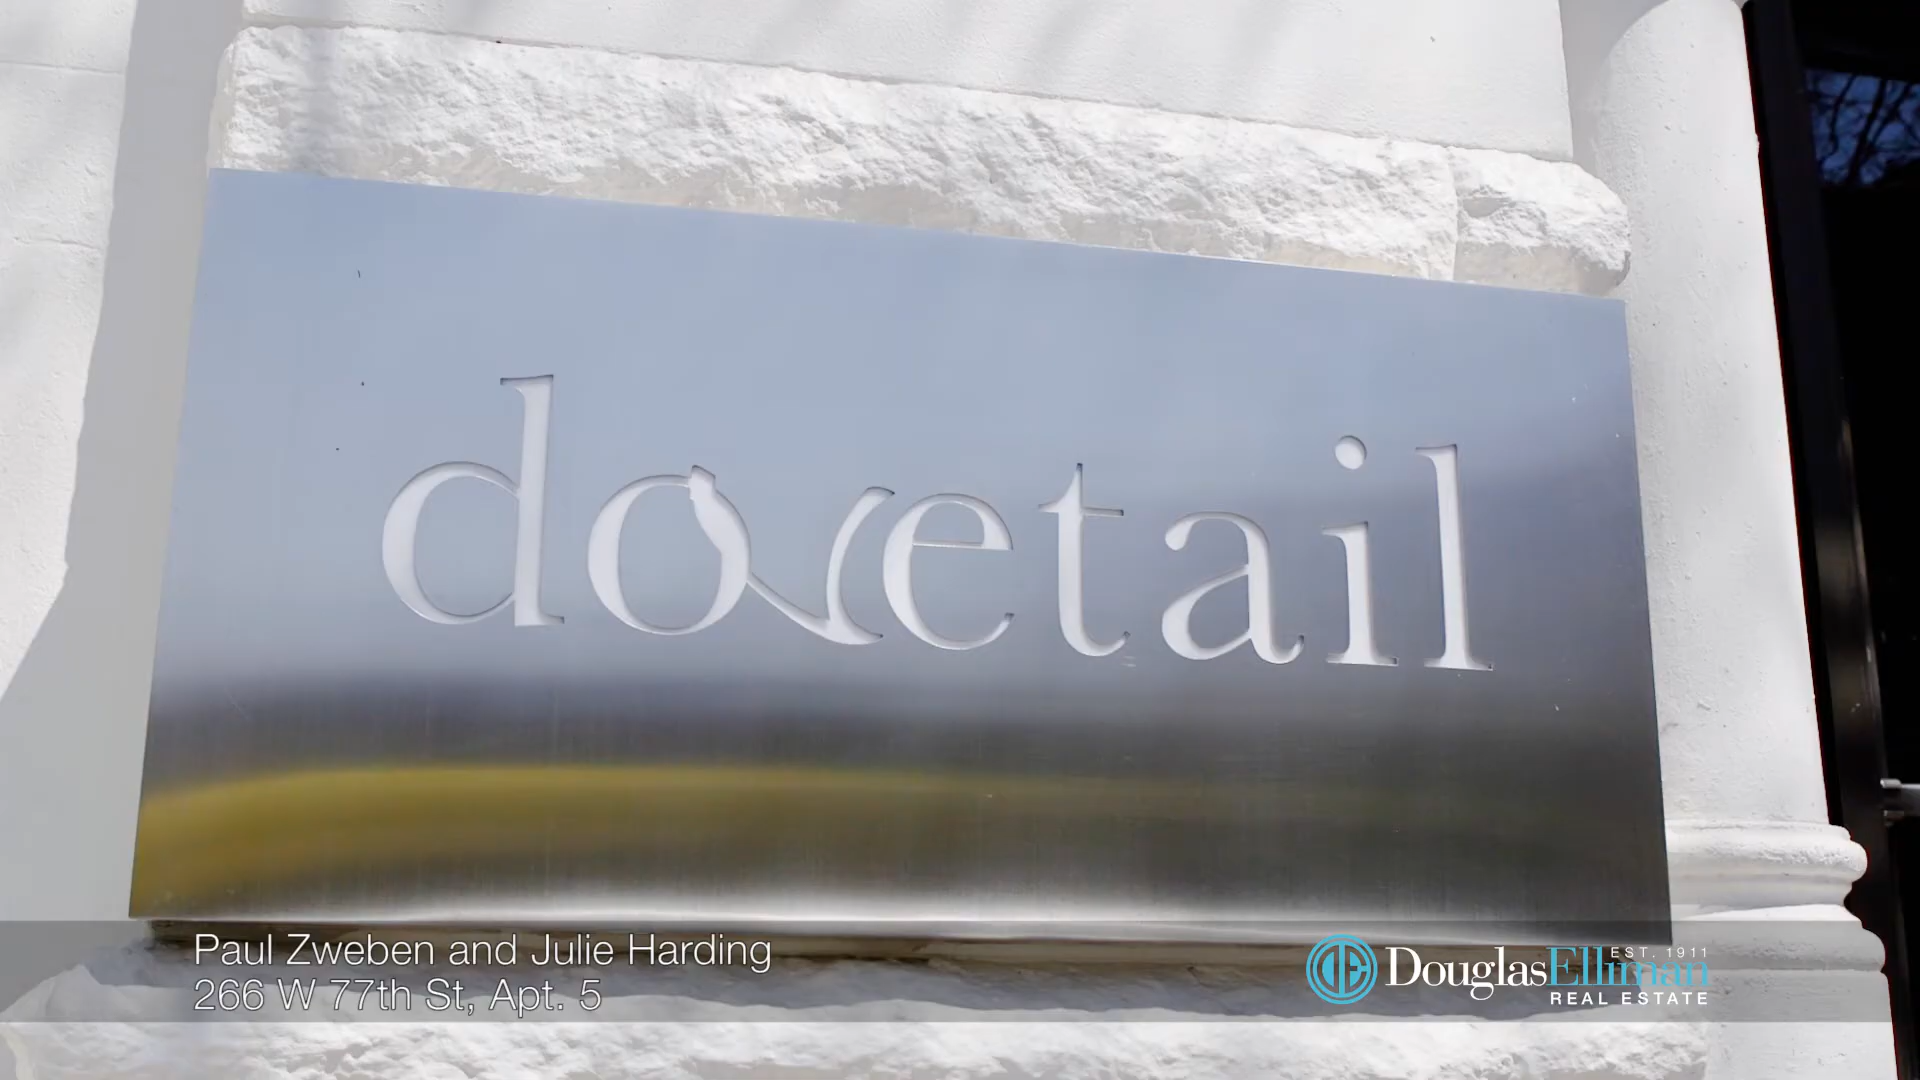 dovetail
Paul Zweben and Julie Harding
266 W 77th St, Apt. 5
EST. 1911
DouglasElliman
REAL ESTATE